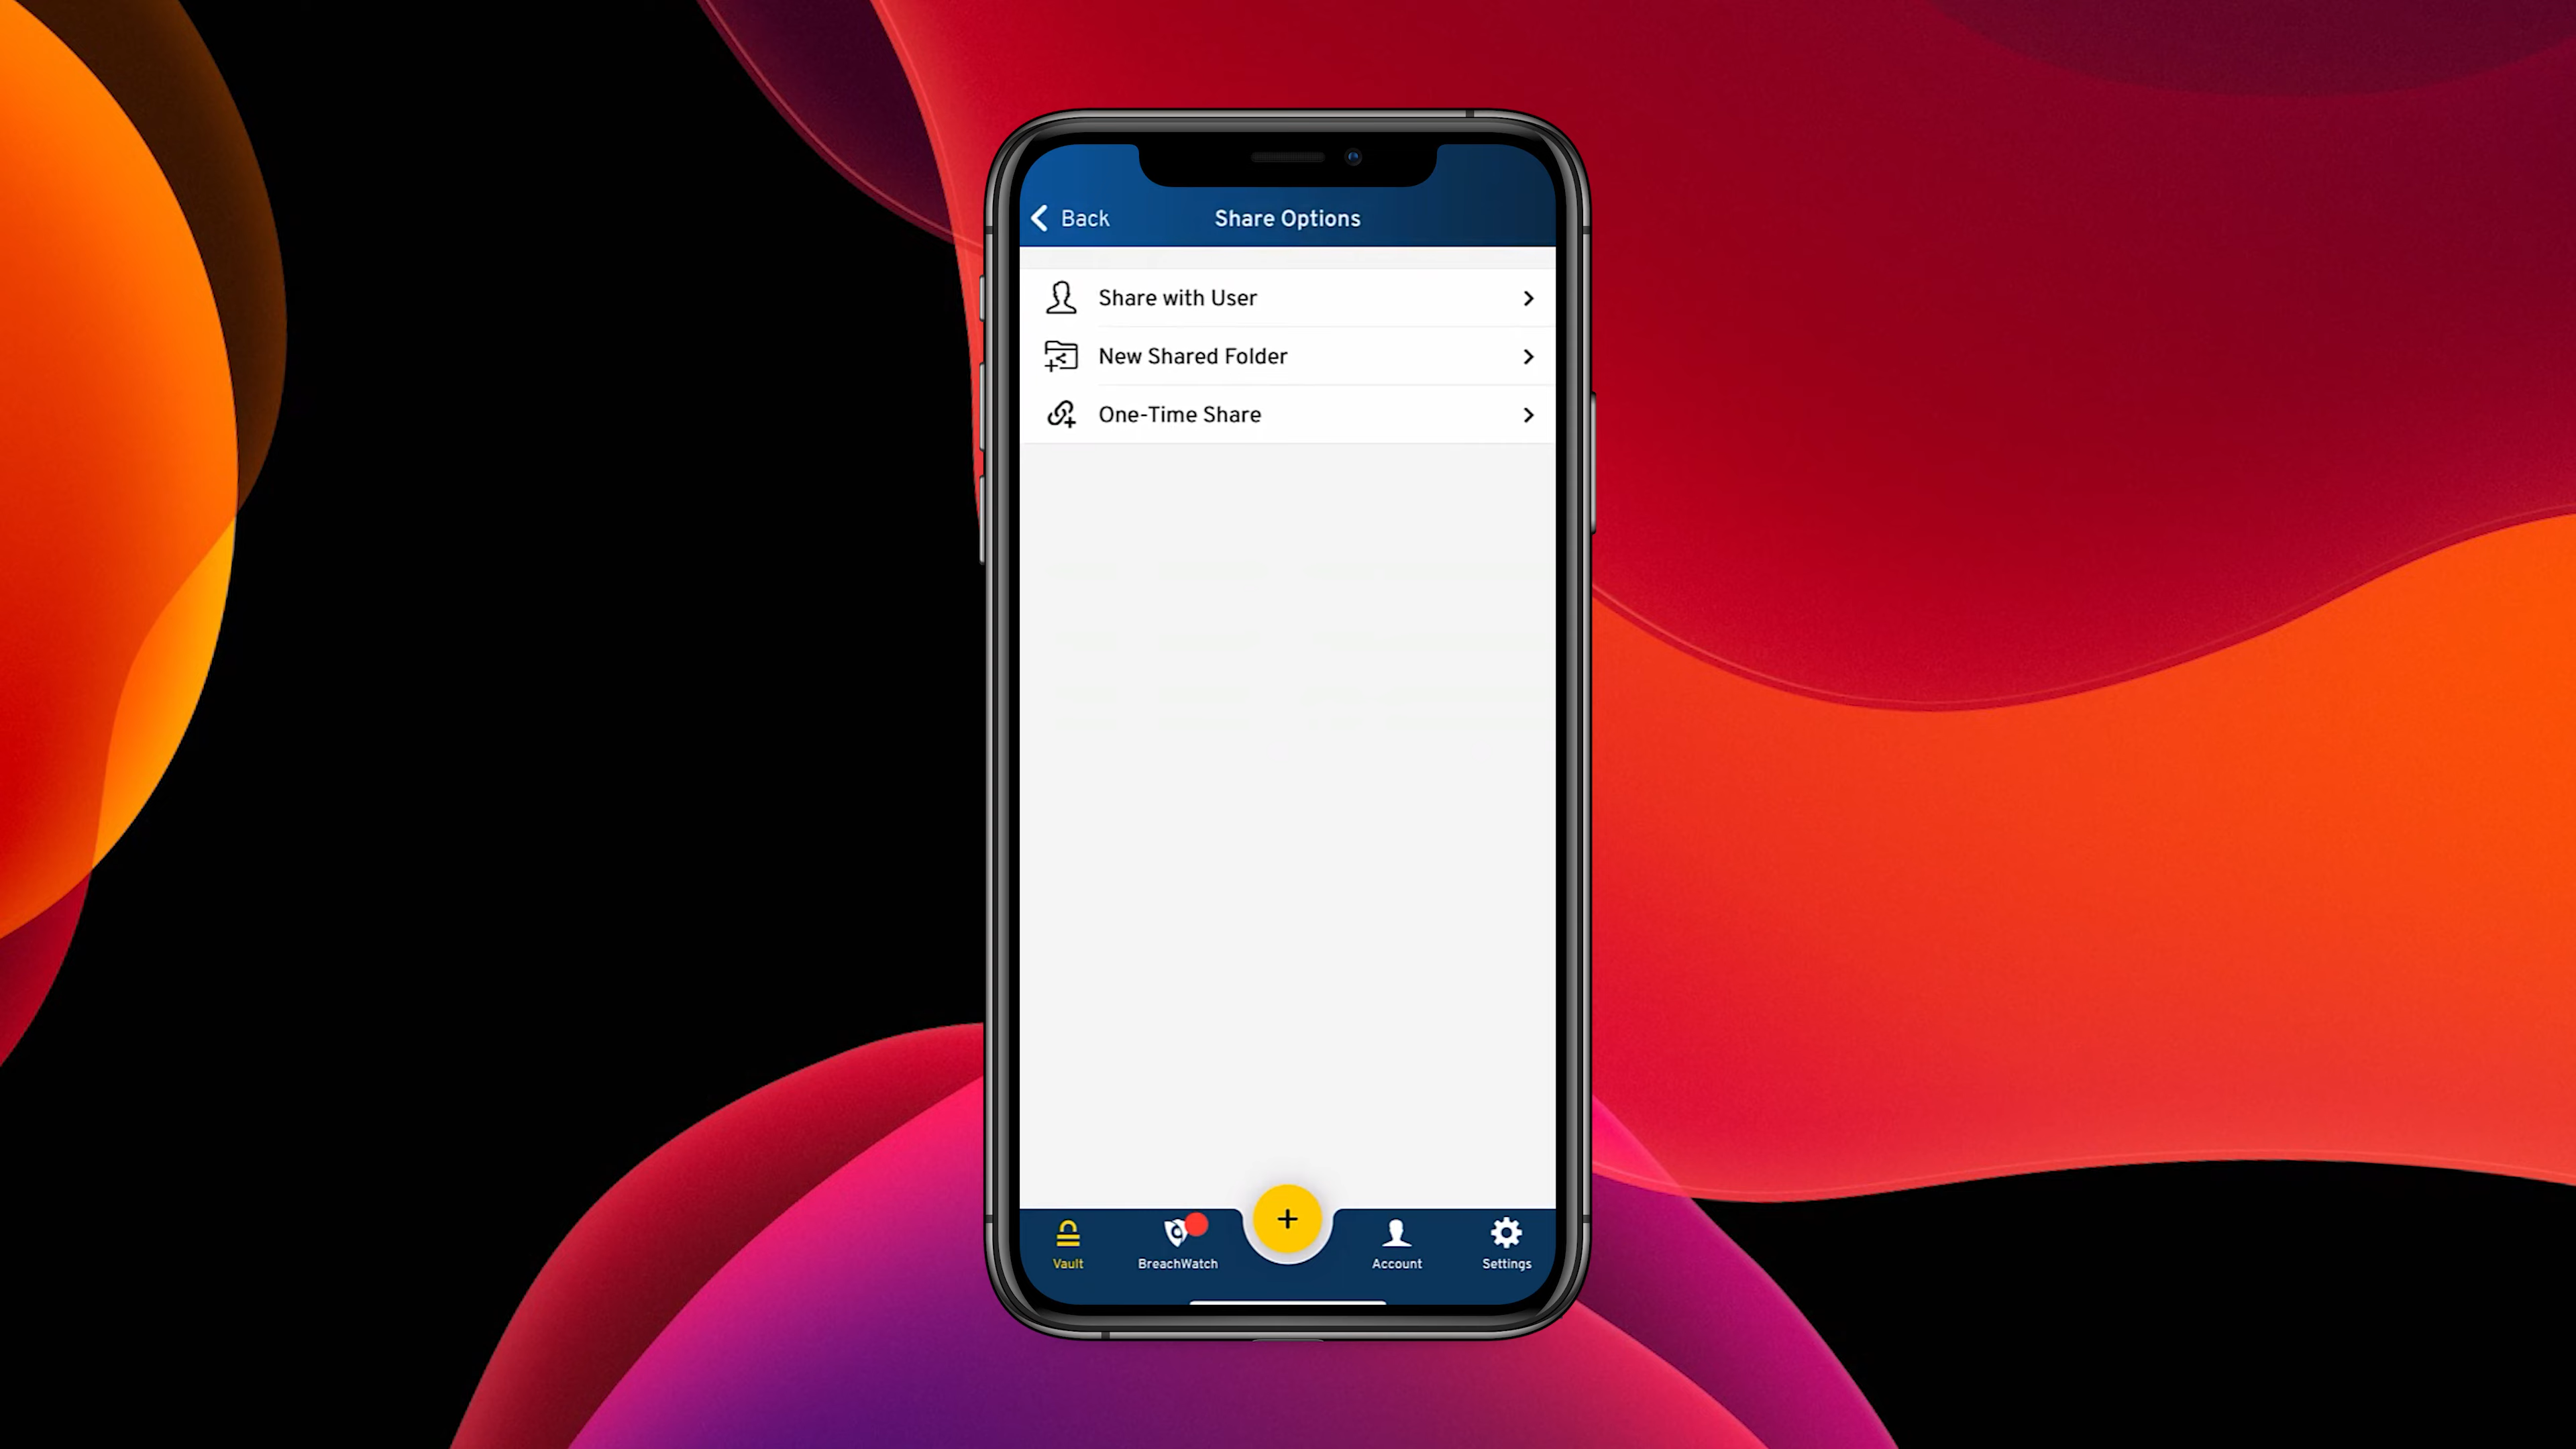 Back
Share Options
Share with User
New Shared Folder
One-Time Share
Vault
BreachWatch
Account
Settings